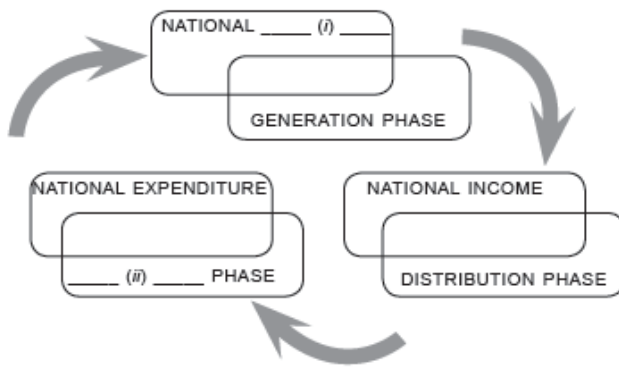 NATIONAL _____ (i) _____
GENERATION PHASE
NATIONAL EXPENDITURE
_____ (ii) _____ PHASE
NATIONAL INCOME
DISTRIBUTION PHASE